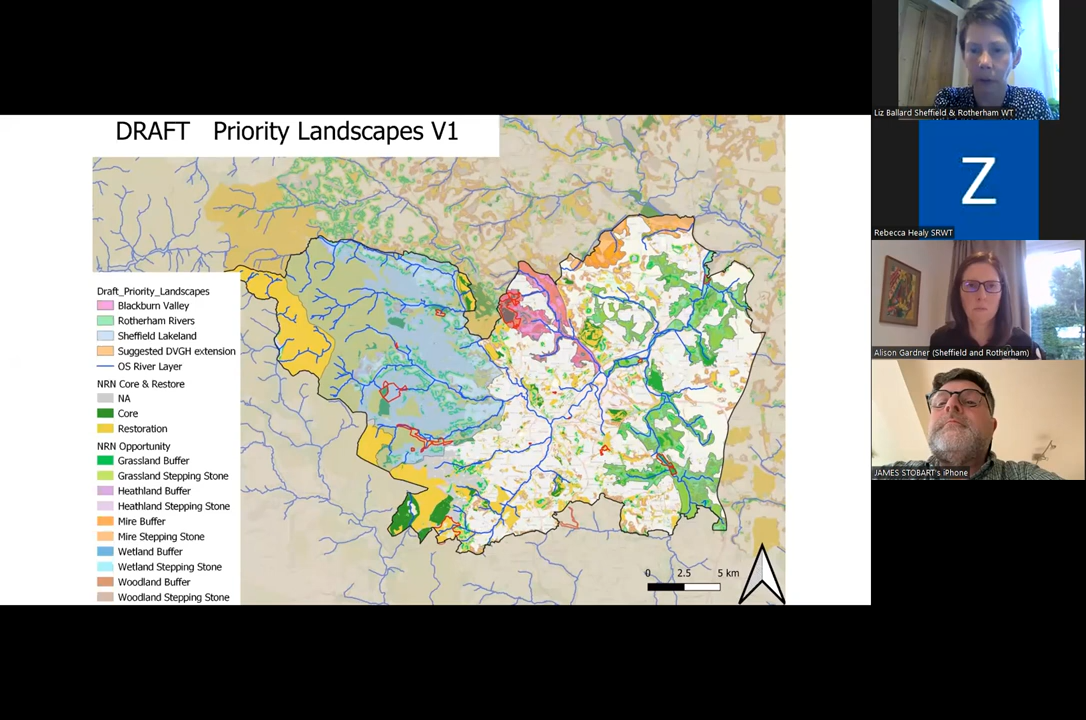 DRAFT Priority Landscapes V1
Draft_Priority_Landscapes
Blackburn Valley
Rotherham Rivers
Sheffield Lakeland
Suggested DVGH extension
OS River Layer
NRN Core & Restore
NA
Core
Restoration
NRN Opportunity
Grassland Buffer
Grassland Stepping Stone
Heathland Buffer
Heathland Stepping Stone
Mire Buffer
Mire Stepping Stone
Wetland Buffer
Wetland Stepping Stone
Woodland Buffer
Woodland Stepping Stone
0 2.5 5 km
Liz Ballard Sheffield & Rotherham WT
Z
Rebecca Healy SRWT
Alison Gardner (Sheffield and Rotherham)
JAMES STOBART's iPhone